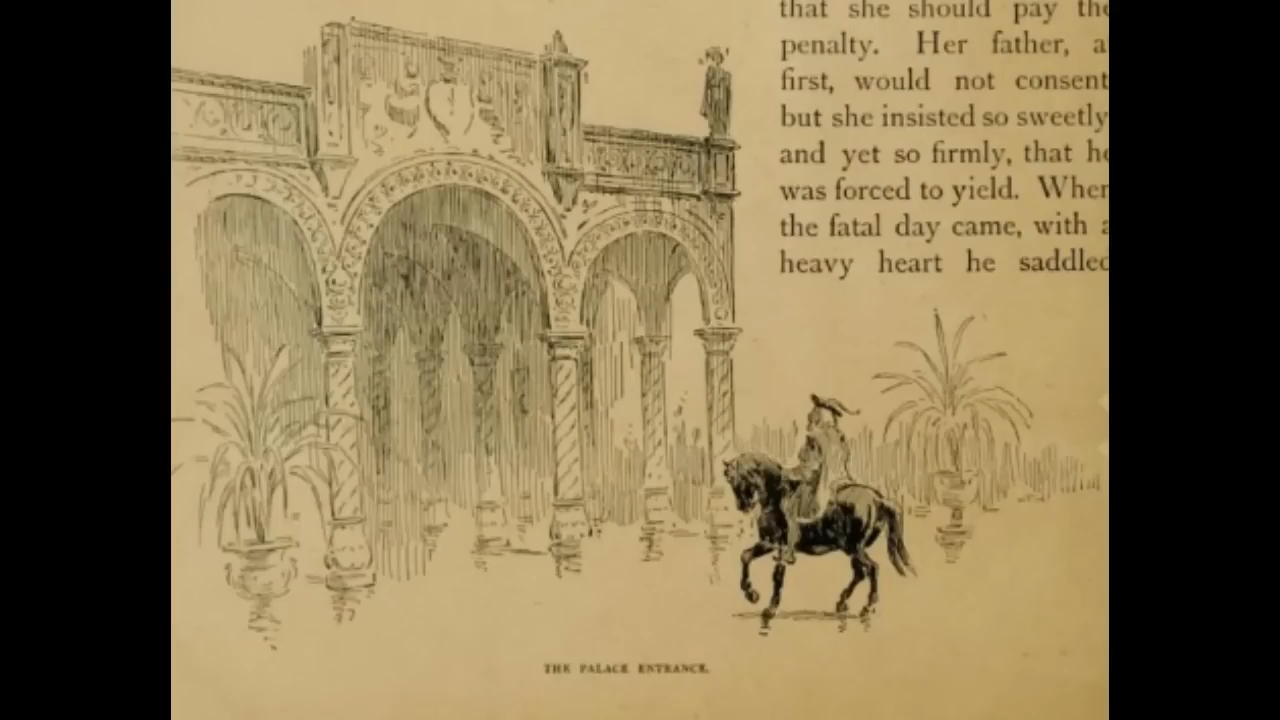 that she should pay the
penalty. Her father, a
first, would not consent
but she insisted so sweetly
and yet so firmly, that he
was forced to yield. When
the fatal day came, with a
heavy heart he saddled
THE PALACE ENTRANCE.